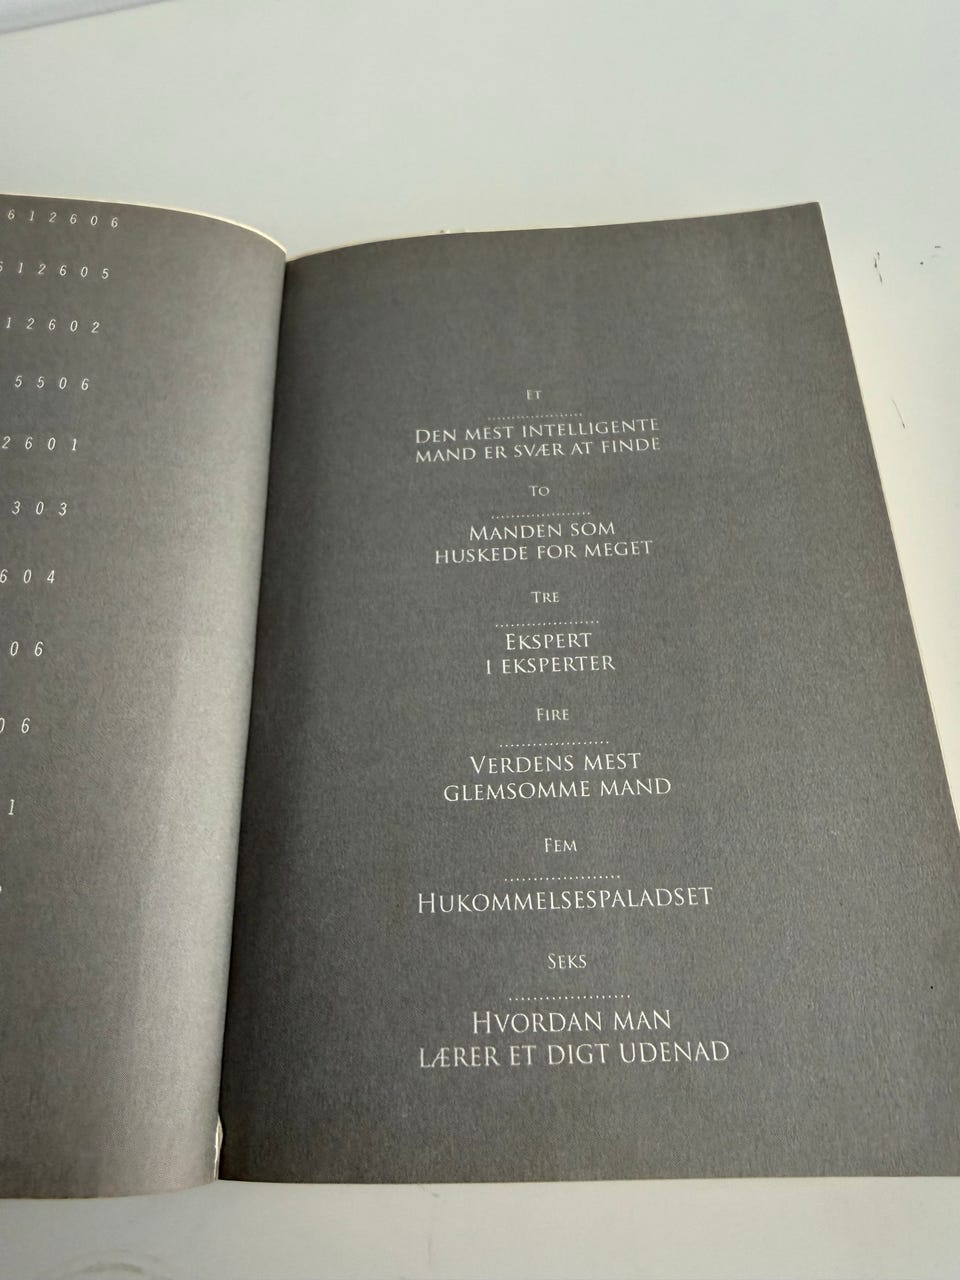 6 1 2 6 0 6
6 1 2 6 0 5
1 2 6 0 2
5 5 0 6
2 6 0 1
3 0 3
6 0 4
0 6
0 6
1
Et
DEN MEST INTELLIGENTE
MAND ER SVÆR AT FINDE
To
MANDEN SOM
HUSKEDE FOR MEGET
TRE
EKSPERT
I EKSPERTER
FIRE
VERDENS MEST
GLEMSOMME MAND
FEM
HUKOMMELSESPALADSET
SEKS
HVORDAN MAN
LÆRER ET DIGT UDENAD